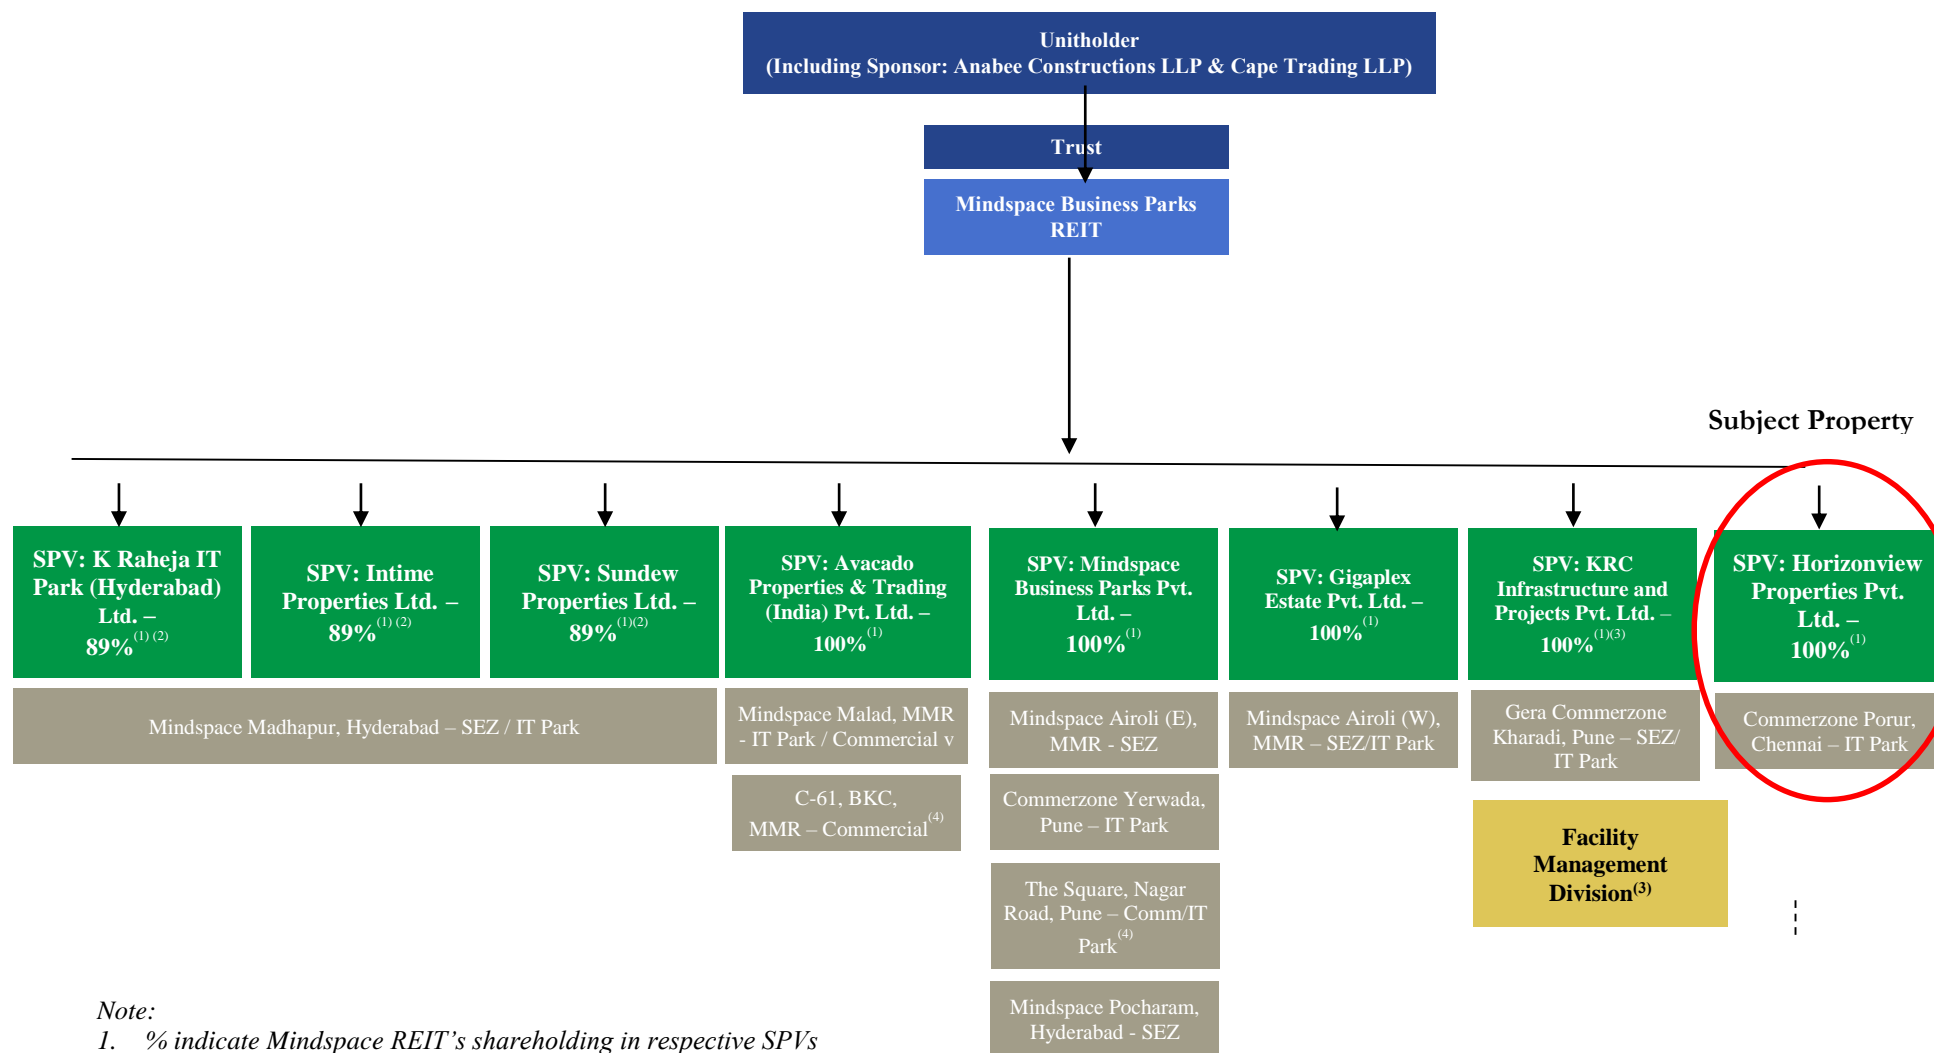 Unitholder
(Including Sponsor: Anabee Constructions LLP & Cape Trading LLP)
Trust
Mindspace Business Parks
REIT
Subject Property
SPV: K Raheja IT
Park (Hyderabad)
Ltd. –
89%(1) (2)
SPV: Intime
Properties Ltd. –
89%(1) (2)
SPV: Sundew
Properties Ltd. –
89%(1)(2)
SPV: Avacado
Properties & Trading
(India) Pvt. Ltd. –
100%(1)
SPV: Mindspace
Business Parks Pvt.
Ltd. –
100%(1)
SPV: Gigaplex
Estate Pvt. Ltd. –
100%(1)
SPV: KRC
Infrastructure and
Projects Pvt. Ltd. –
100%(1)(3)
SPV: Horizonview
Properties Pvt.
Ltd. –
100%(1)
Mindspace Madhapur, Hyderabad – SEZ / IT Park
Mindspace Malad, MMR
- IT Park / Commercial v
C-61, BKC,
MMR – Commercial(4)
Mindspace Airoli (E),
MMR - SEZ
Commerzone Yerwada,
Pune – IT Park
The Square, Nagar
Road, Pune – Comm/IT
Park(4)
Mindspace Pocharam,
Hyderabad - SEZ
Mindspace Airoli (W),
MMR – SEZ/IT Park
Gera Commerzone
Kharadi, Pune – SEZ/
IT Park
Facility
Management
Division(3)
Commerzone Porur,
Chennai – IT Park
Note:
1. % indicate Mindspace REIT's shareholding in respective SPVs